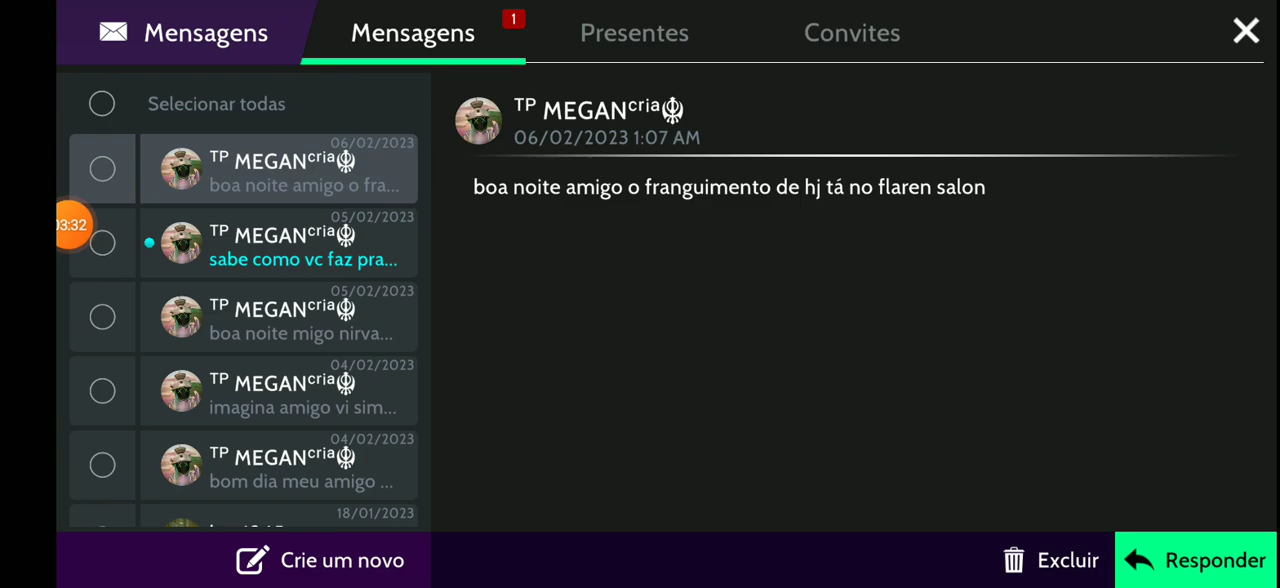 Mensagens
Mensagens
1
Presentes
Convites
Selecionar todas
06/02/2023
TP MEGANcria
boa noite amigo o fra...
05/02/2023
TP MEGANcria
sabe como vc faz pra...
05/02/2023
TP MEGANcria
boa noite migo nirva...
04/02/2023
TP MEGANcria
imagina amigo vi sim...
04/02/2023
TP MEGANcria
bom dia meu amigo ...
18/01/2023
03:32
TP MEGANcria
06/02/2023 1:07 AM
boa noite amigo o franguimento de hj tá no flaren salon
Crie um novo
Excluir
Responder